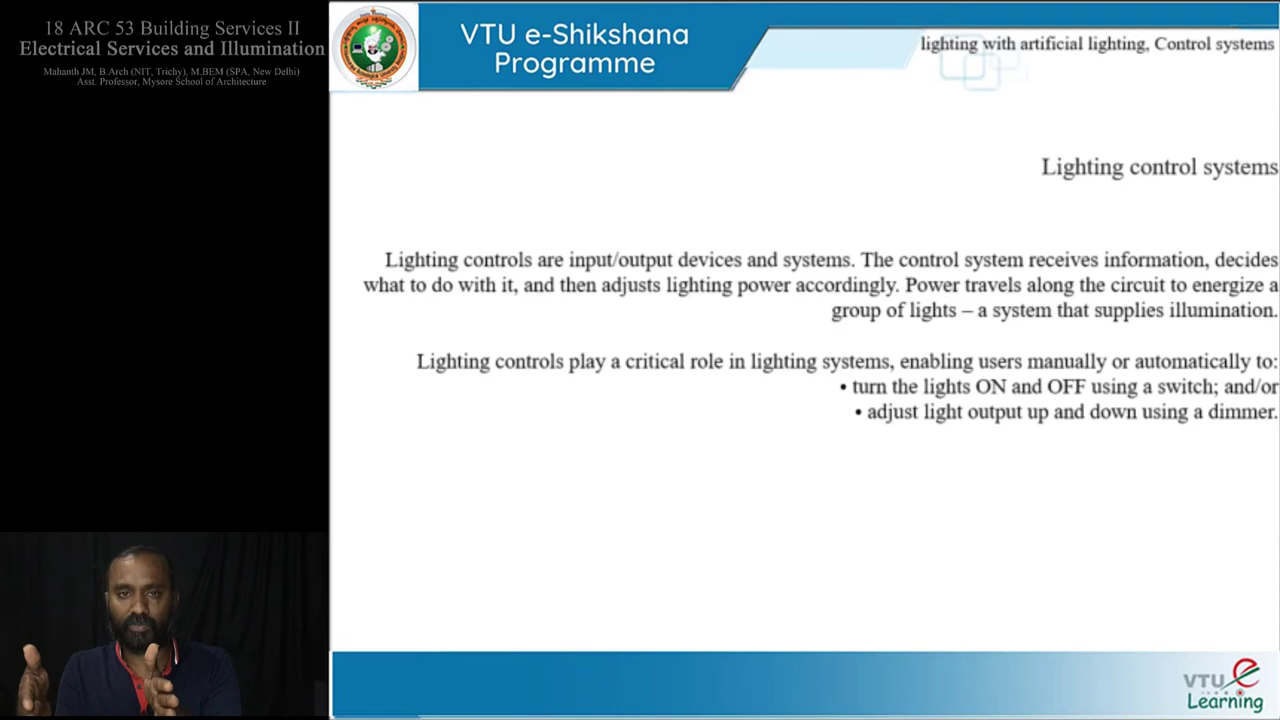 18 ARC 53 Building Services II
Electrical Services and Illumination
Mahanth JM, B.Arch (NIT, Trichy), M.BEM (SPA, New Delhi)
Asst. Professor, Mysore School of Architecture
VTU e-Shikshana
Programme
lighting with artificial lighting, Control systems
Lighting control systems
Lighting controls are input/output devices and systems. The control system receives information, decides
what to do with it, and then adjusts lighting power accordingly. Power travels along the circuit to energize a
group of lights – a system that supplies illumination.
Lighting controls play a critical role in lighting systems, enabling users manually or automatically to:
• turn the lights ON and OFF using a switch; and/or
• adjust light output up and down using a dimmer.
VTU e
Learning